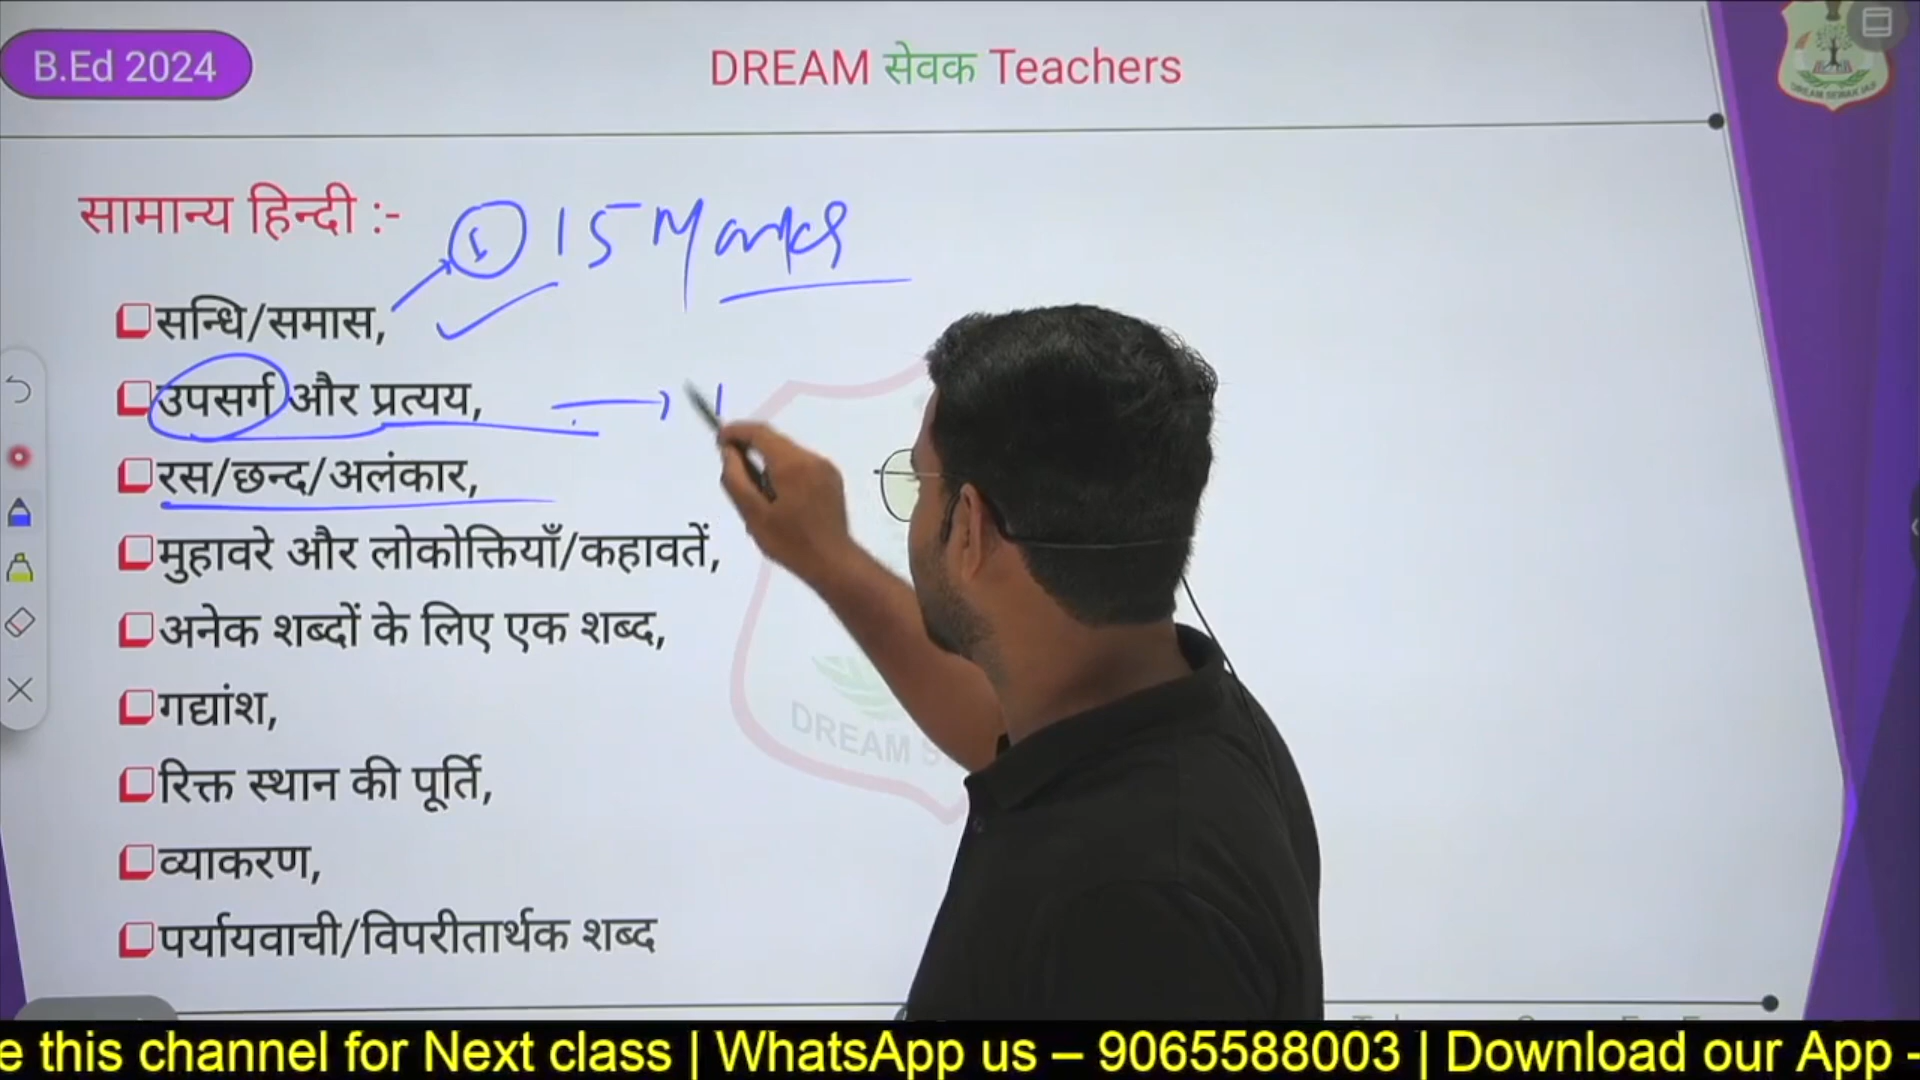 B.Ed 2024
DREAM सेवक Teachers
सामान्य हिन्दी :-
① 15 Marks
सन्धि/समास,
उपसर्ग और प्रत्यय,
रस/छन्द/अलंकार,
मुहावरे और लोकोक्तियाँ/कहावतें,
अनेक शब्दों के लिए एक शब्द,
गद्यांश,
रिक्त स्थान की पूर्ति,
व्याकरण,
पर्यायवाची/विपरीतार्थक शब्द
DREAM S
e this channel for Next class | WhatsApp us – 9065588003 | Download our App -